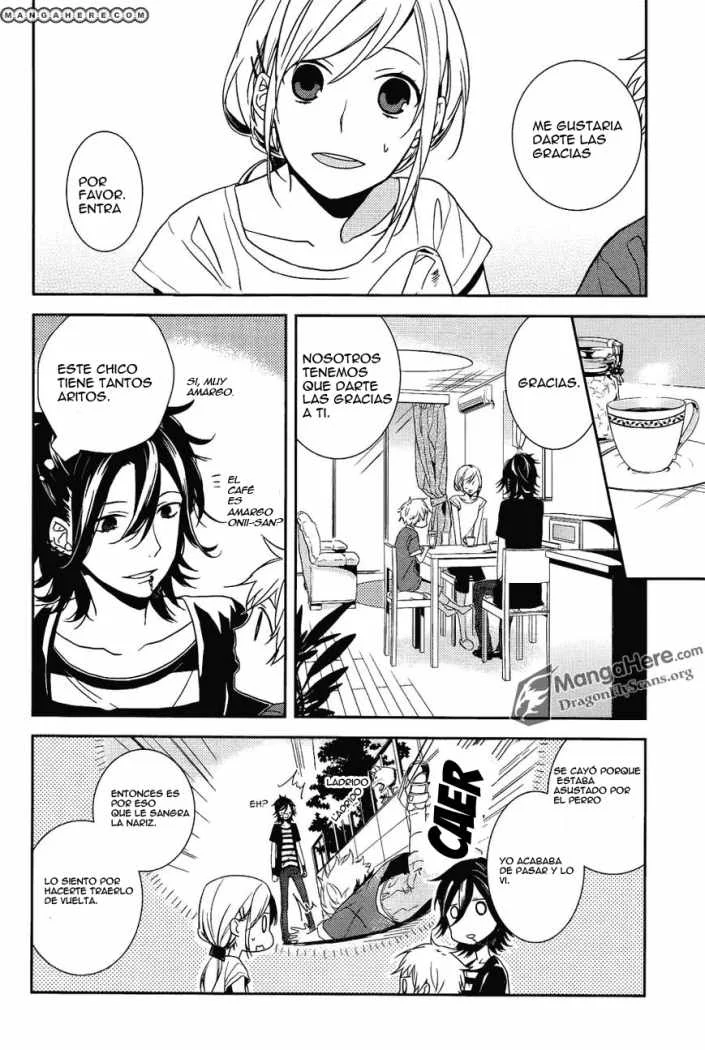 MANGAHERE.COM
ME GUSTARIA
DARTE LAS
GRACIAS
POR
FAVOR.
ENTRA
GRACIAS.
NOSOTROS
TENEMOS
QUE DARTE
LAS GRACIAS
A TI.
ESTE CHICO
TIENE TANTOS
ARITOS.
SI, MUY
AMARGO.
EL
CAFÉ
ES
AMARGO
ONII-SAN?
MangaHere.com
DragonflyScans.org
SE CAYÓ PORQUE
ESTABA
ASUSTADO POR
EL PERRO
YO ACABABA
DE PASAR Y LO
VI.
CAER
LADRIDO
LADRIDO
EH?
ENTONCES ES
POR ESO
QUE LE SANGRA
LA NARIZ.
LO SIENTO POR
HACERTE TRAERLO
DE VUELTA.